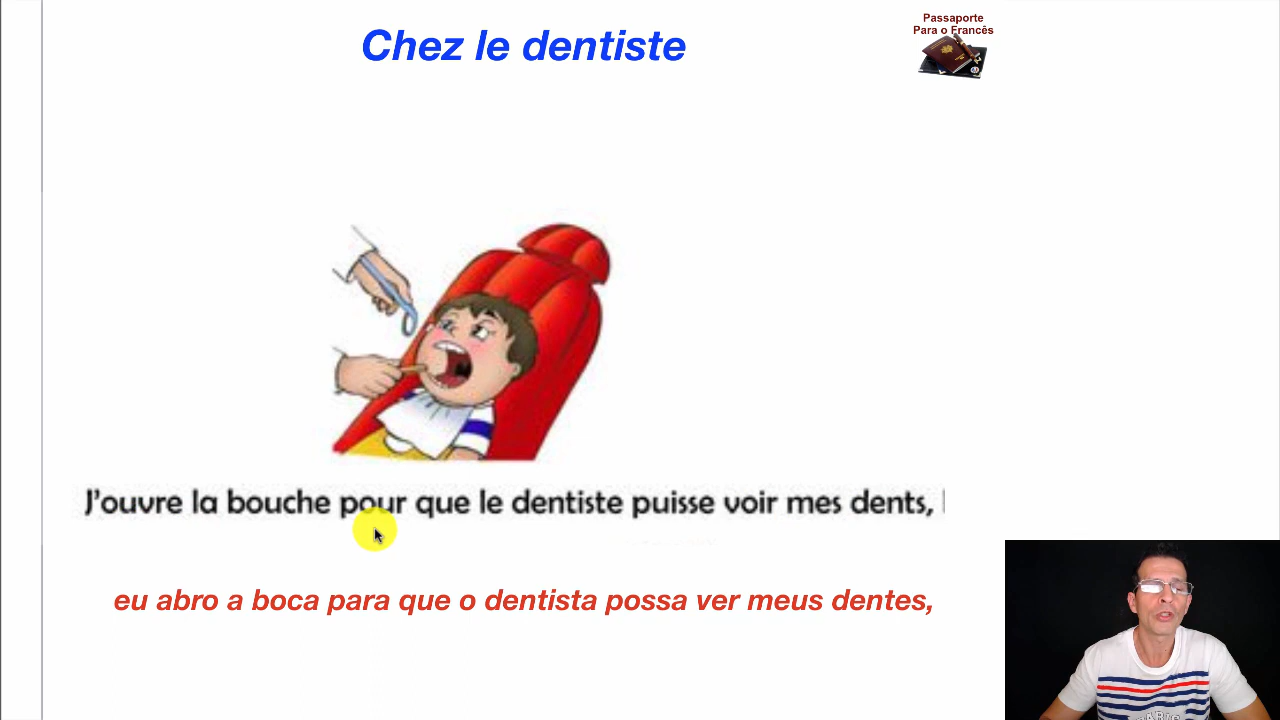 Chez le dentiste
Passaporte
Para o Francês
J'ouvre la bouche pour que le dentiste puisse voir mes dents,
eu abro a boca para que o dentista possa ver meus dentes,